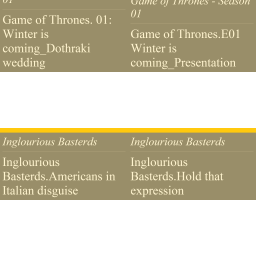 01
Game of Thrones. 01:
Winter is
coming_Dothraki
wedding
Game of Thrones - Season
01
Game of Thrones.E01
Winter is
coming_Presentation
Inglourious Basterds
Inglourious
Basterds.Americans in
Italian disguise
Inglourious Basterds
Inglourious
Basterds.Hold that
expression